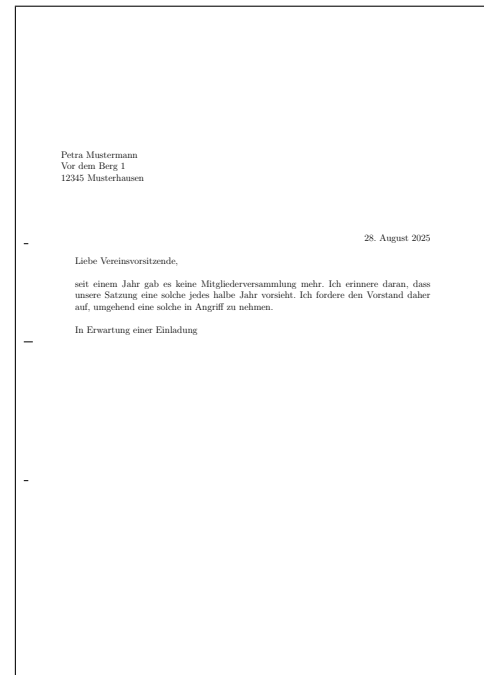 Petra Mustermann
Vor dem Berg 1
12345 Musterhausen
28. August 2025
Liebe Vereinsvorsitzende,
seit einem Jahr gab es keine Mitgliederversammlung mehr. Ich erinnere daran, dass
unsere Satzung eine solche jedes halbe Jahr vorsieht. Ich fordere den Vorstand daher
auf, umgehend eine solche in Angriff zu nehmen.
In Erwartung einer Einladung